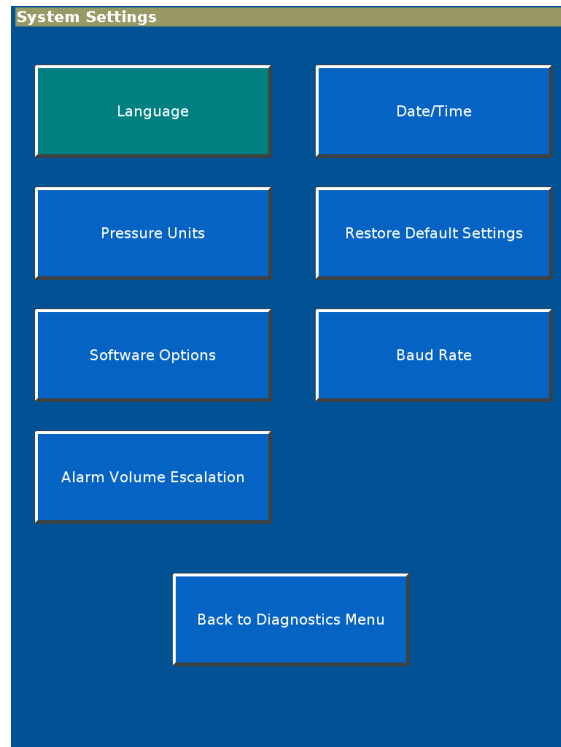 System Settings
Language
Date/Time
Pressure Units
Restore Default Settings
Software Options
Baud Rate
Alarm Volume Escalation
Back to Diagnostics Menu